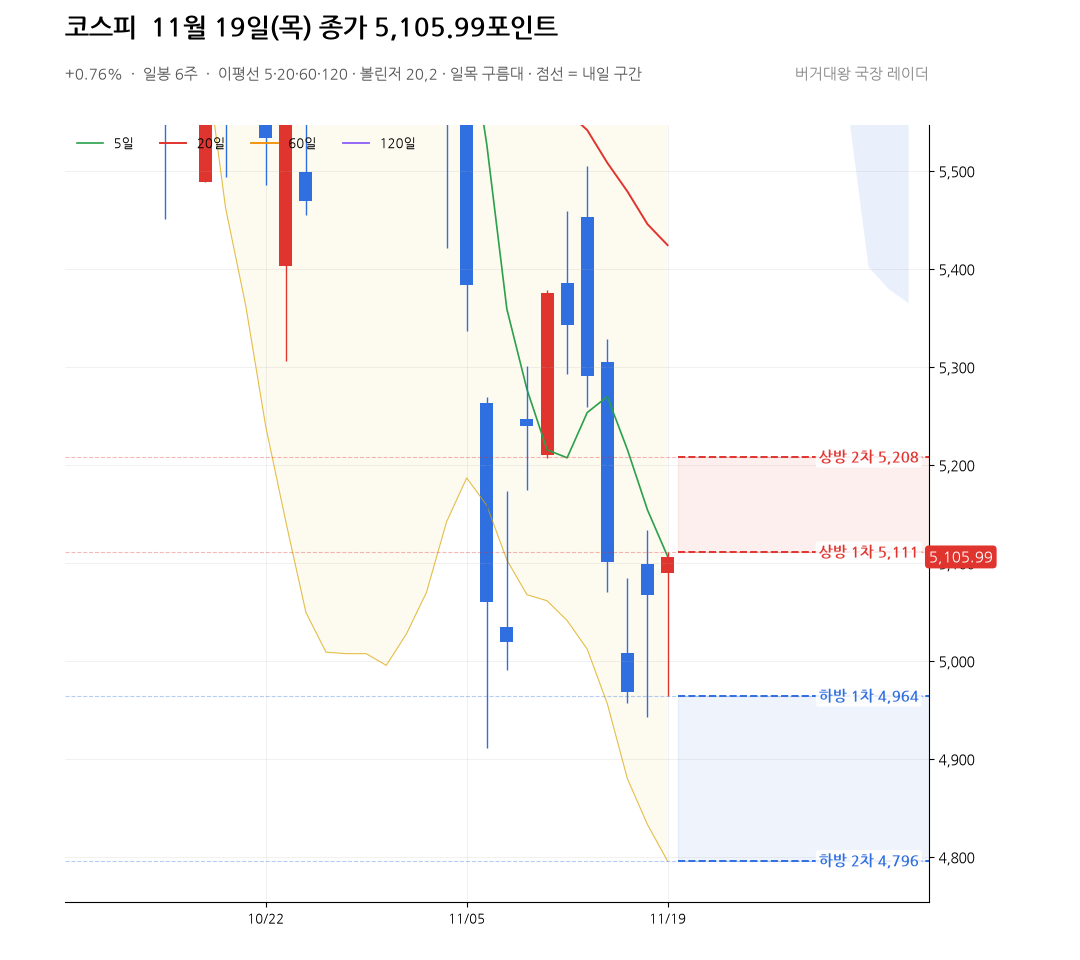 코스피 11월 19일(목) 종가 5,105.99포인트
+0.76% · 일봉 6주 · 이평선 5·20·60·120 · 볼린저 20,2 · 일목 구름대 · 점선 = 내일 구간
버거대왕 국장 레이더
5일 20일 60일 120일
5,500
5,400
5,300
상방 2차 5,208
5,200
상방 1차 5,111
5,105.99
5,100
5,000
하방 1차 4,964
4,900
하방 2차 4,796
4,800
10/22 11/05 11/19